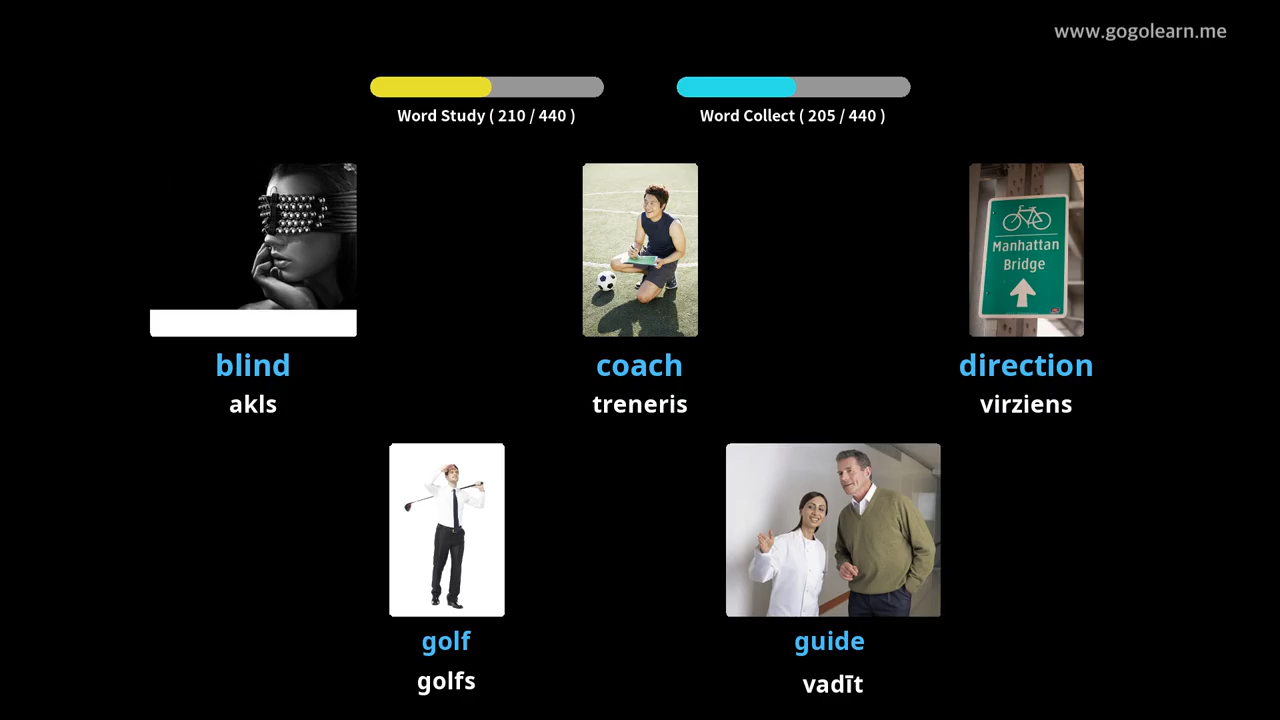 www.gogolearn.me
Word Study ( 210 / 440 )
Word Collect ( 205 / 440 )
Manhattan
Bridge
blind
akls
coach
treneris
direction
virziens
golf
golfs
guide
vadīt